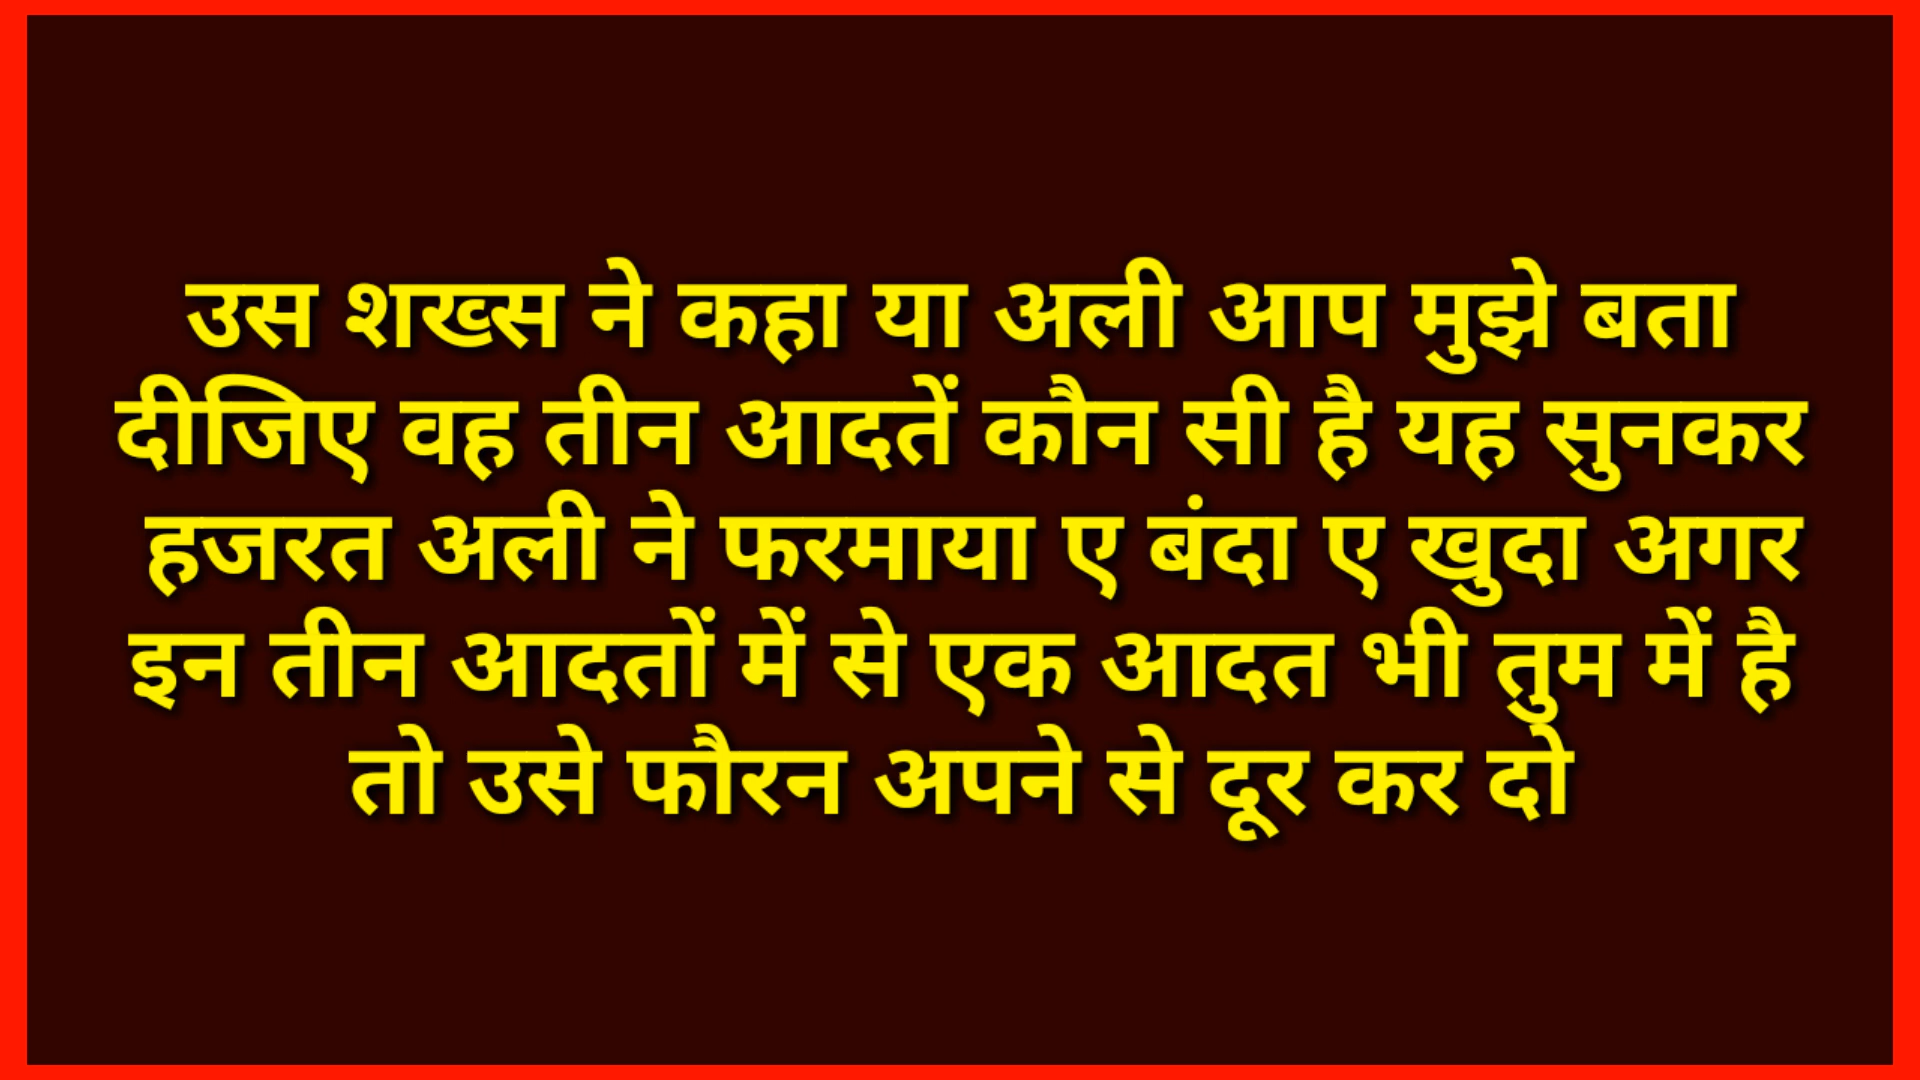 उस शख्स ने कहा या अली आप मुझे बता
दीजिए वह तीन आदतें कौन सी है यह सुनकर
हजरत अली ने फरमाया ए बंदा ए खुदा अगर
इन तीन आदतों में से एक आदत भी तुम में है
तो उसे फौरन अपने से दूर कर दो